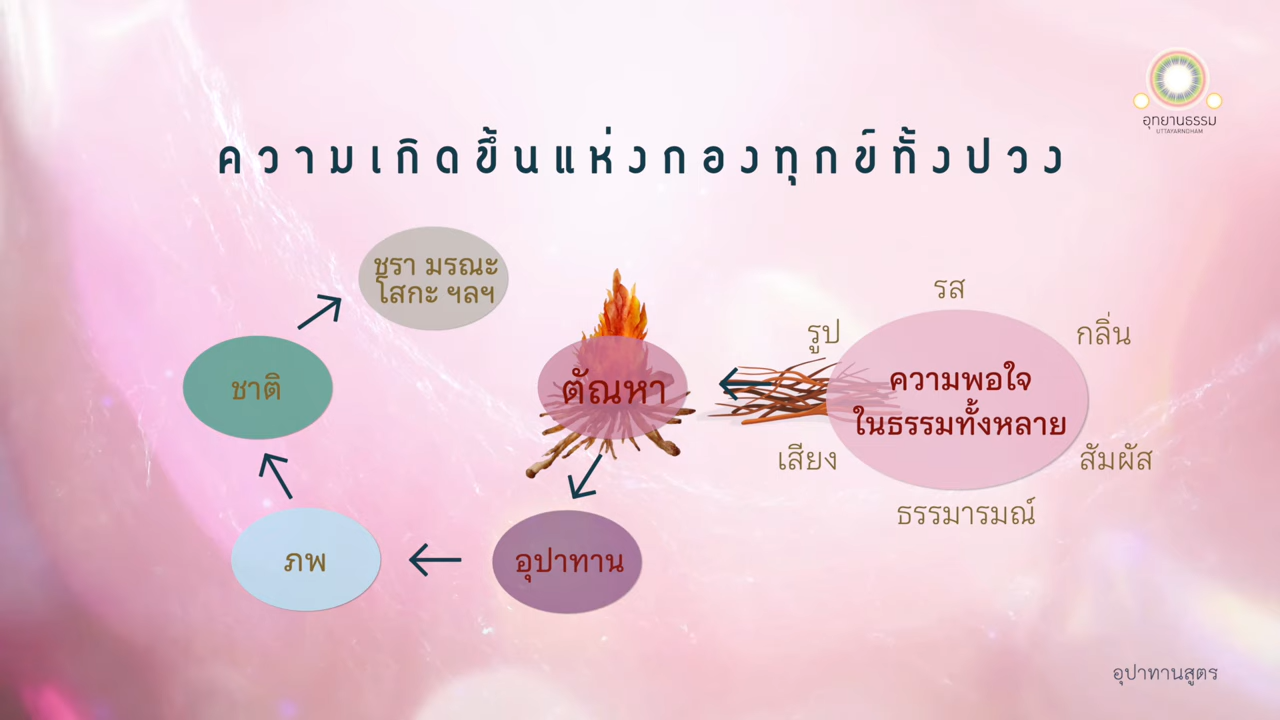 อุทยานธรรม
UTTAYARNDHAM
ความเกิดขึ้นแห่งกองทุกข์ทั้งปวง
ชรา มรณะ
โสกะ ฯลฯ
ชาติ
ภพ
อุปาทาน
ตัณหา
รส
รูป
กลิ่น
ความพอใจ
ในธรรมทั้งหลาย
เสียง
สัมผัส
ธรรมารมณ์
อุปาทานสูตร